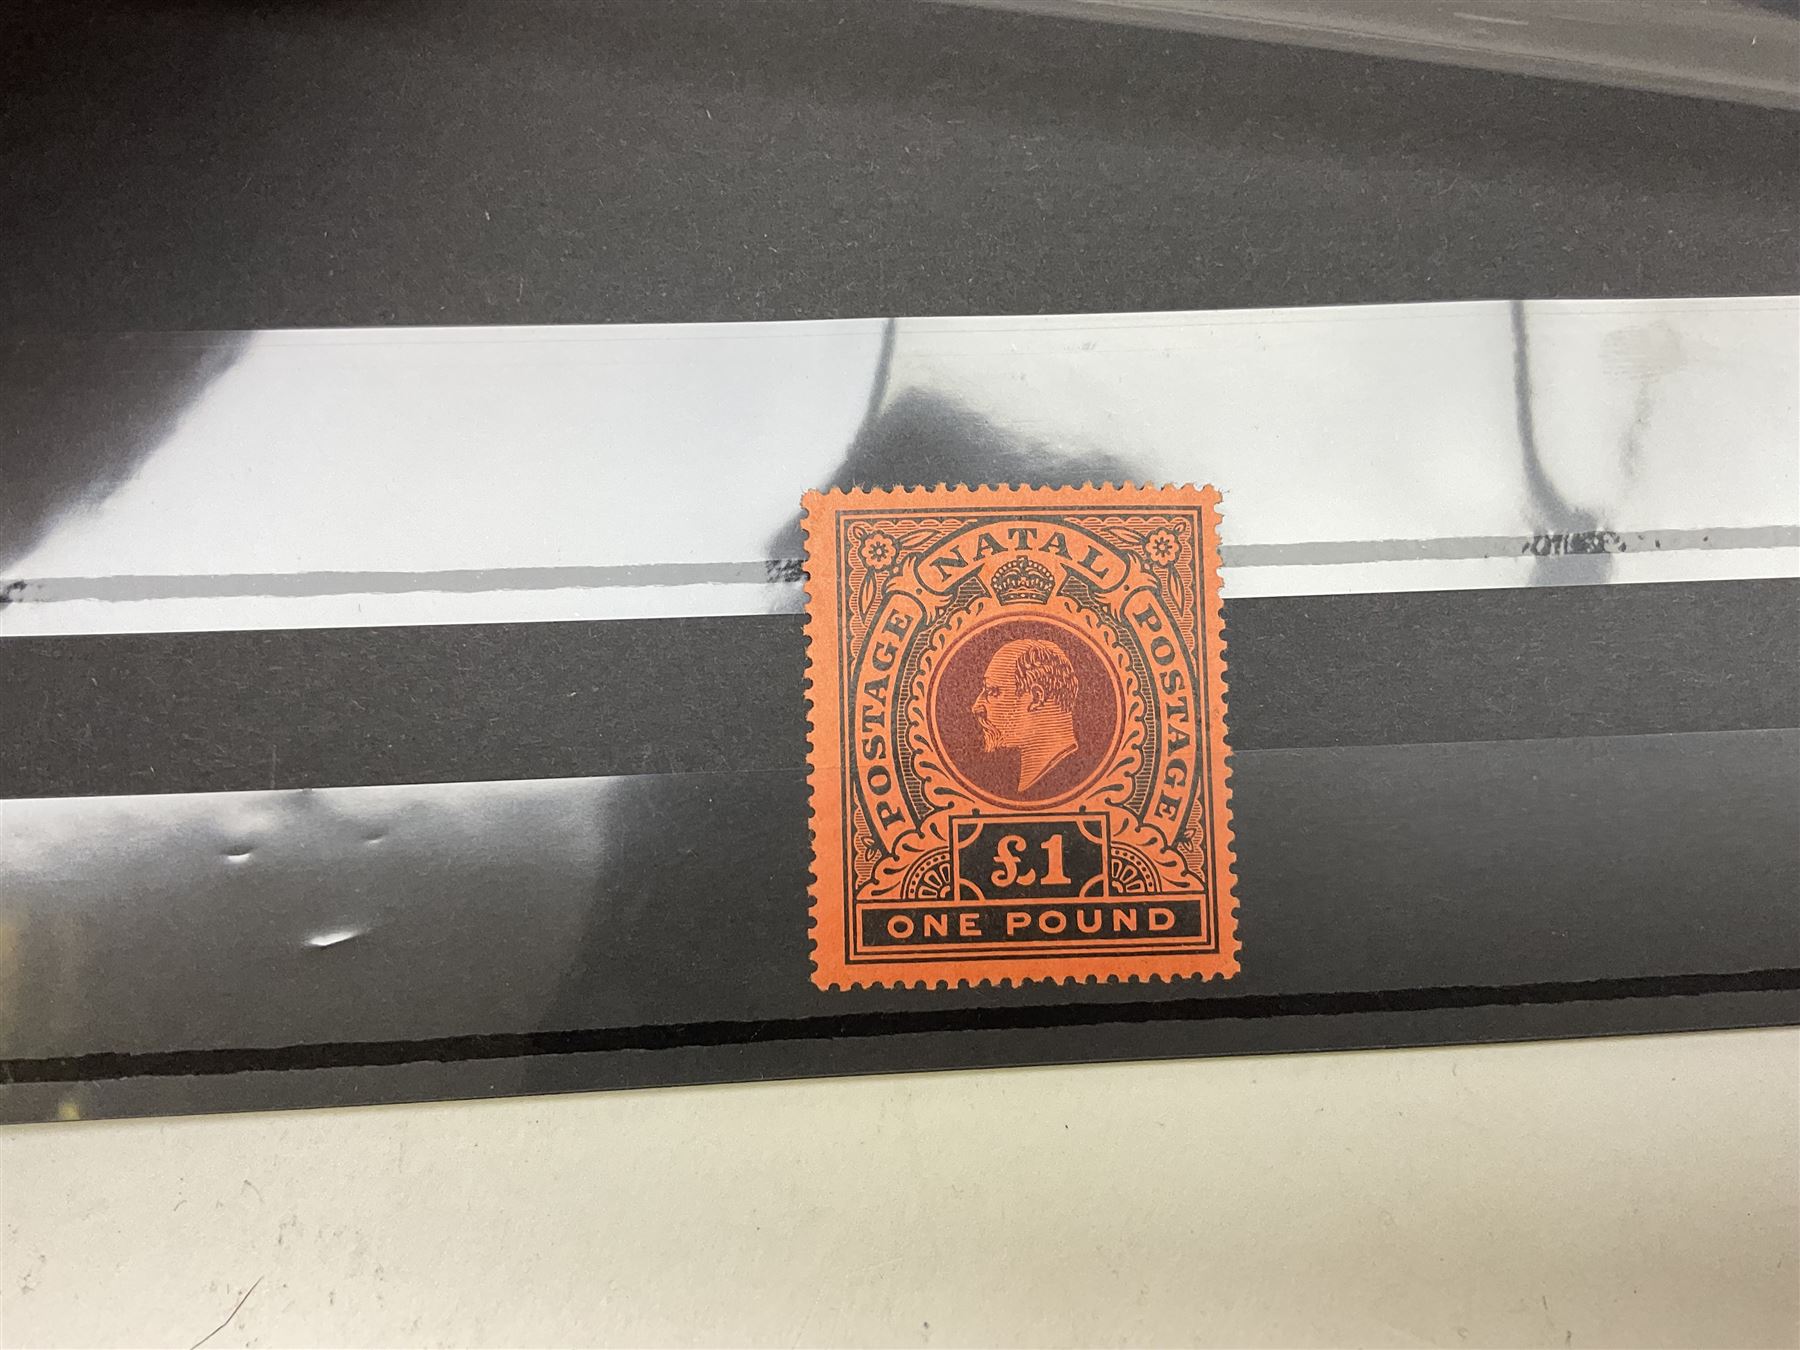 NATAL
POSTAGE
POSTAGE
£1
ONE POUND